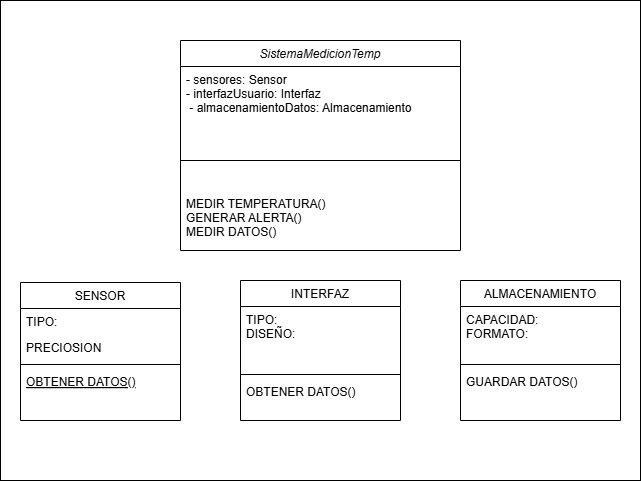 SistemaMedicionTemp
- sensores: Sensor
- interfazUsuario: Interfaz
- almacenamientoDatos: Almacenamiento
MEDIR TEMPERATURA()
GENERAR ALERTA()
MEDIR DATOS()
SENSOR
TIPO:
PRECIOSION
OBTENER DATOS()
INTERFAZ
TIPO:
DISEÑO:
OBTENER DATOS()
ALMACENAMIENTO
CAPACIDAD:
FORMATO:
GUARDAR DATOS()